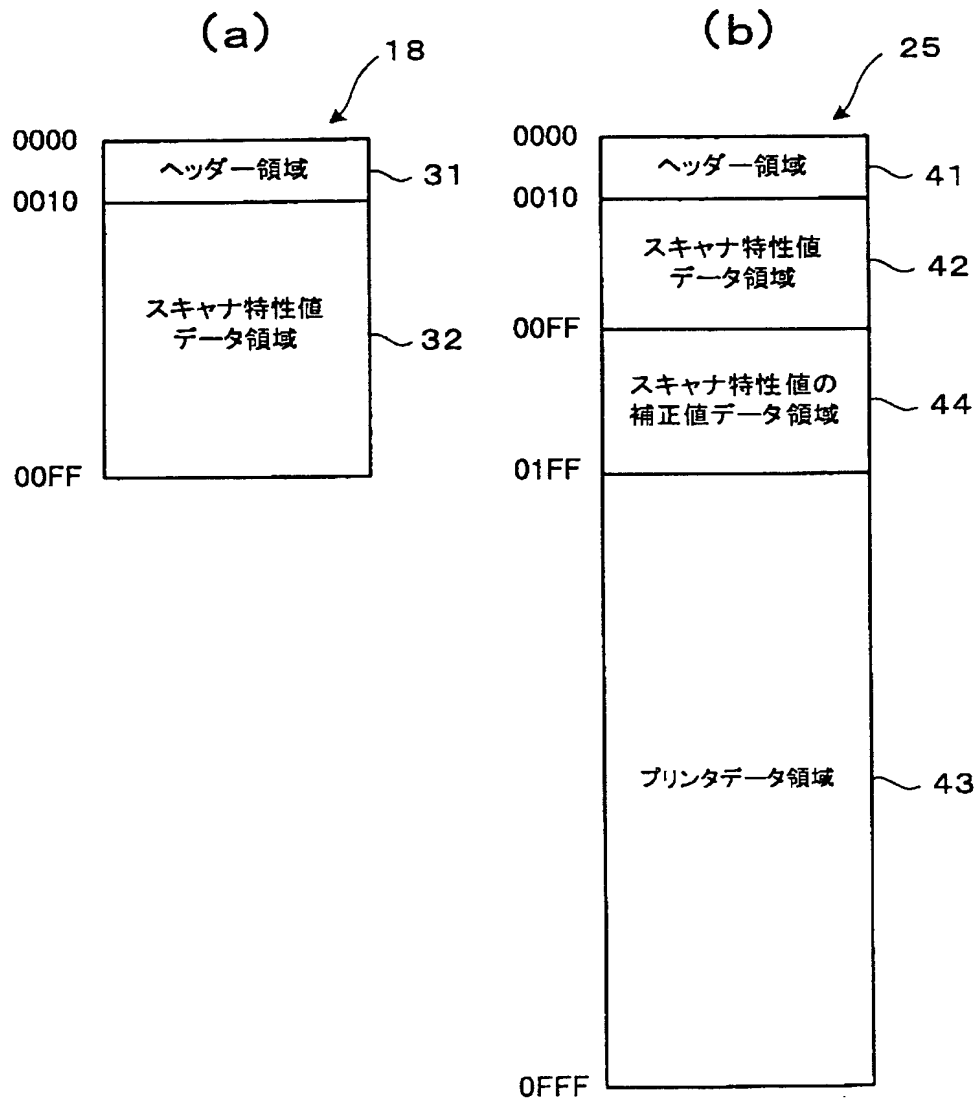 (a)
18
0000
ヘッダー領域
31
0010
スキャナ特性値
データ領域
32
00FF
(b)
25
0000
ヘッダー領域
41
0010
スキャナ特性値
データ領域
42
00FF
スキャナ特性値の
補正値データ領域
44
01FF
プリンタデータ領域
43
0FFF